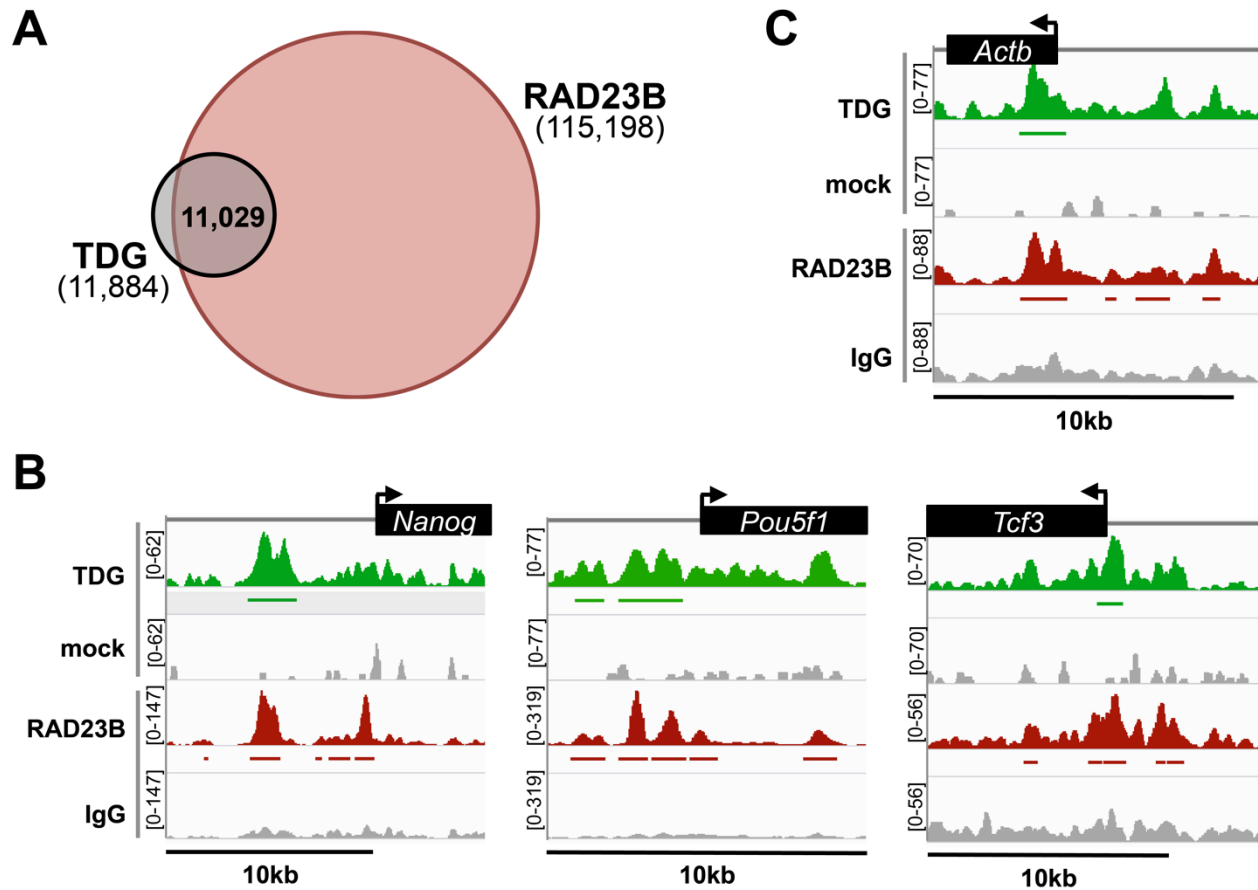 A
RAD23B
(115,198)
11,029
TDG
(11,884)
C
Actb
TDG
[0-77]
mock
[0-77]
RAD23B
[0-88]
IgG
[0-88]
10kb
B
Nanog
Pou5f1
Tcf3
TDG
[0-62]
[0-77]
[0-70]
mock
[0-62]
[0-77]
[0-70]
RAD23B
[0-147]
[0-319]
[0-56]
IgG
[0-147]
[0-319]
[0-56]
10kb
10kb
10kb